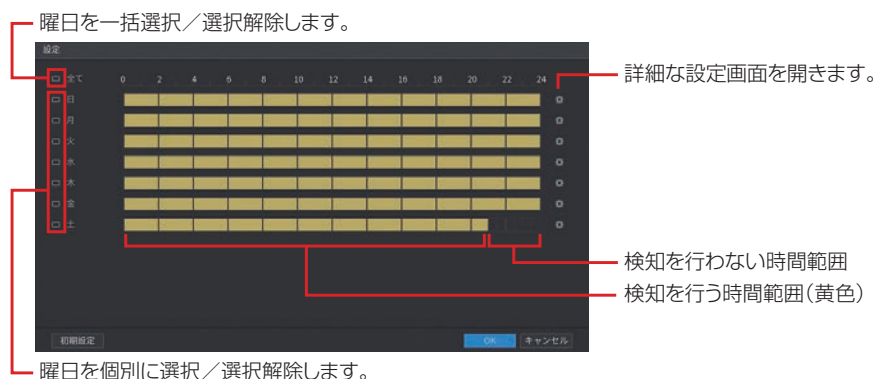 曜日を一括選択／選択解除します。
設定
全て 0 2 4 6 8 10 12 14 16 18 20 22 24
詳細な設定画面を開きます。
日
月
火
水
木
金
土
検知を行わない時間範囲
検知を行う時間範囲（黄色）
初期設定 OK キャンセル
曜日を個別に選択／選択解除します。